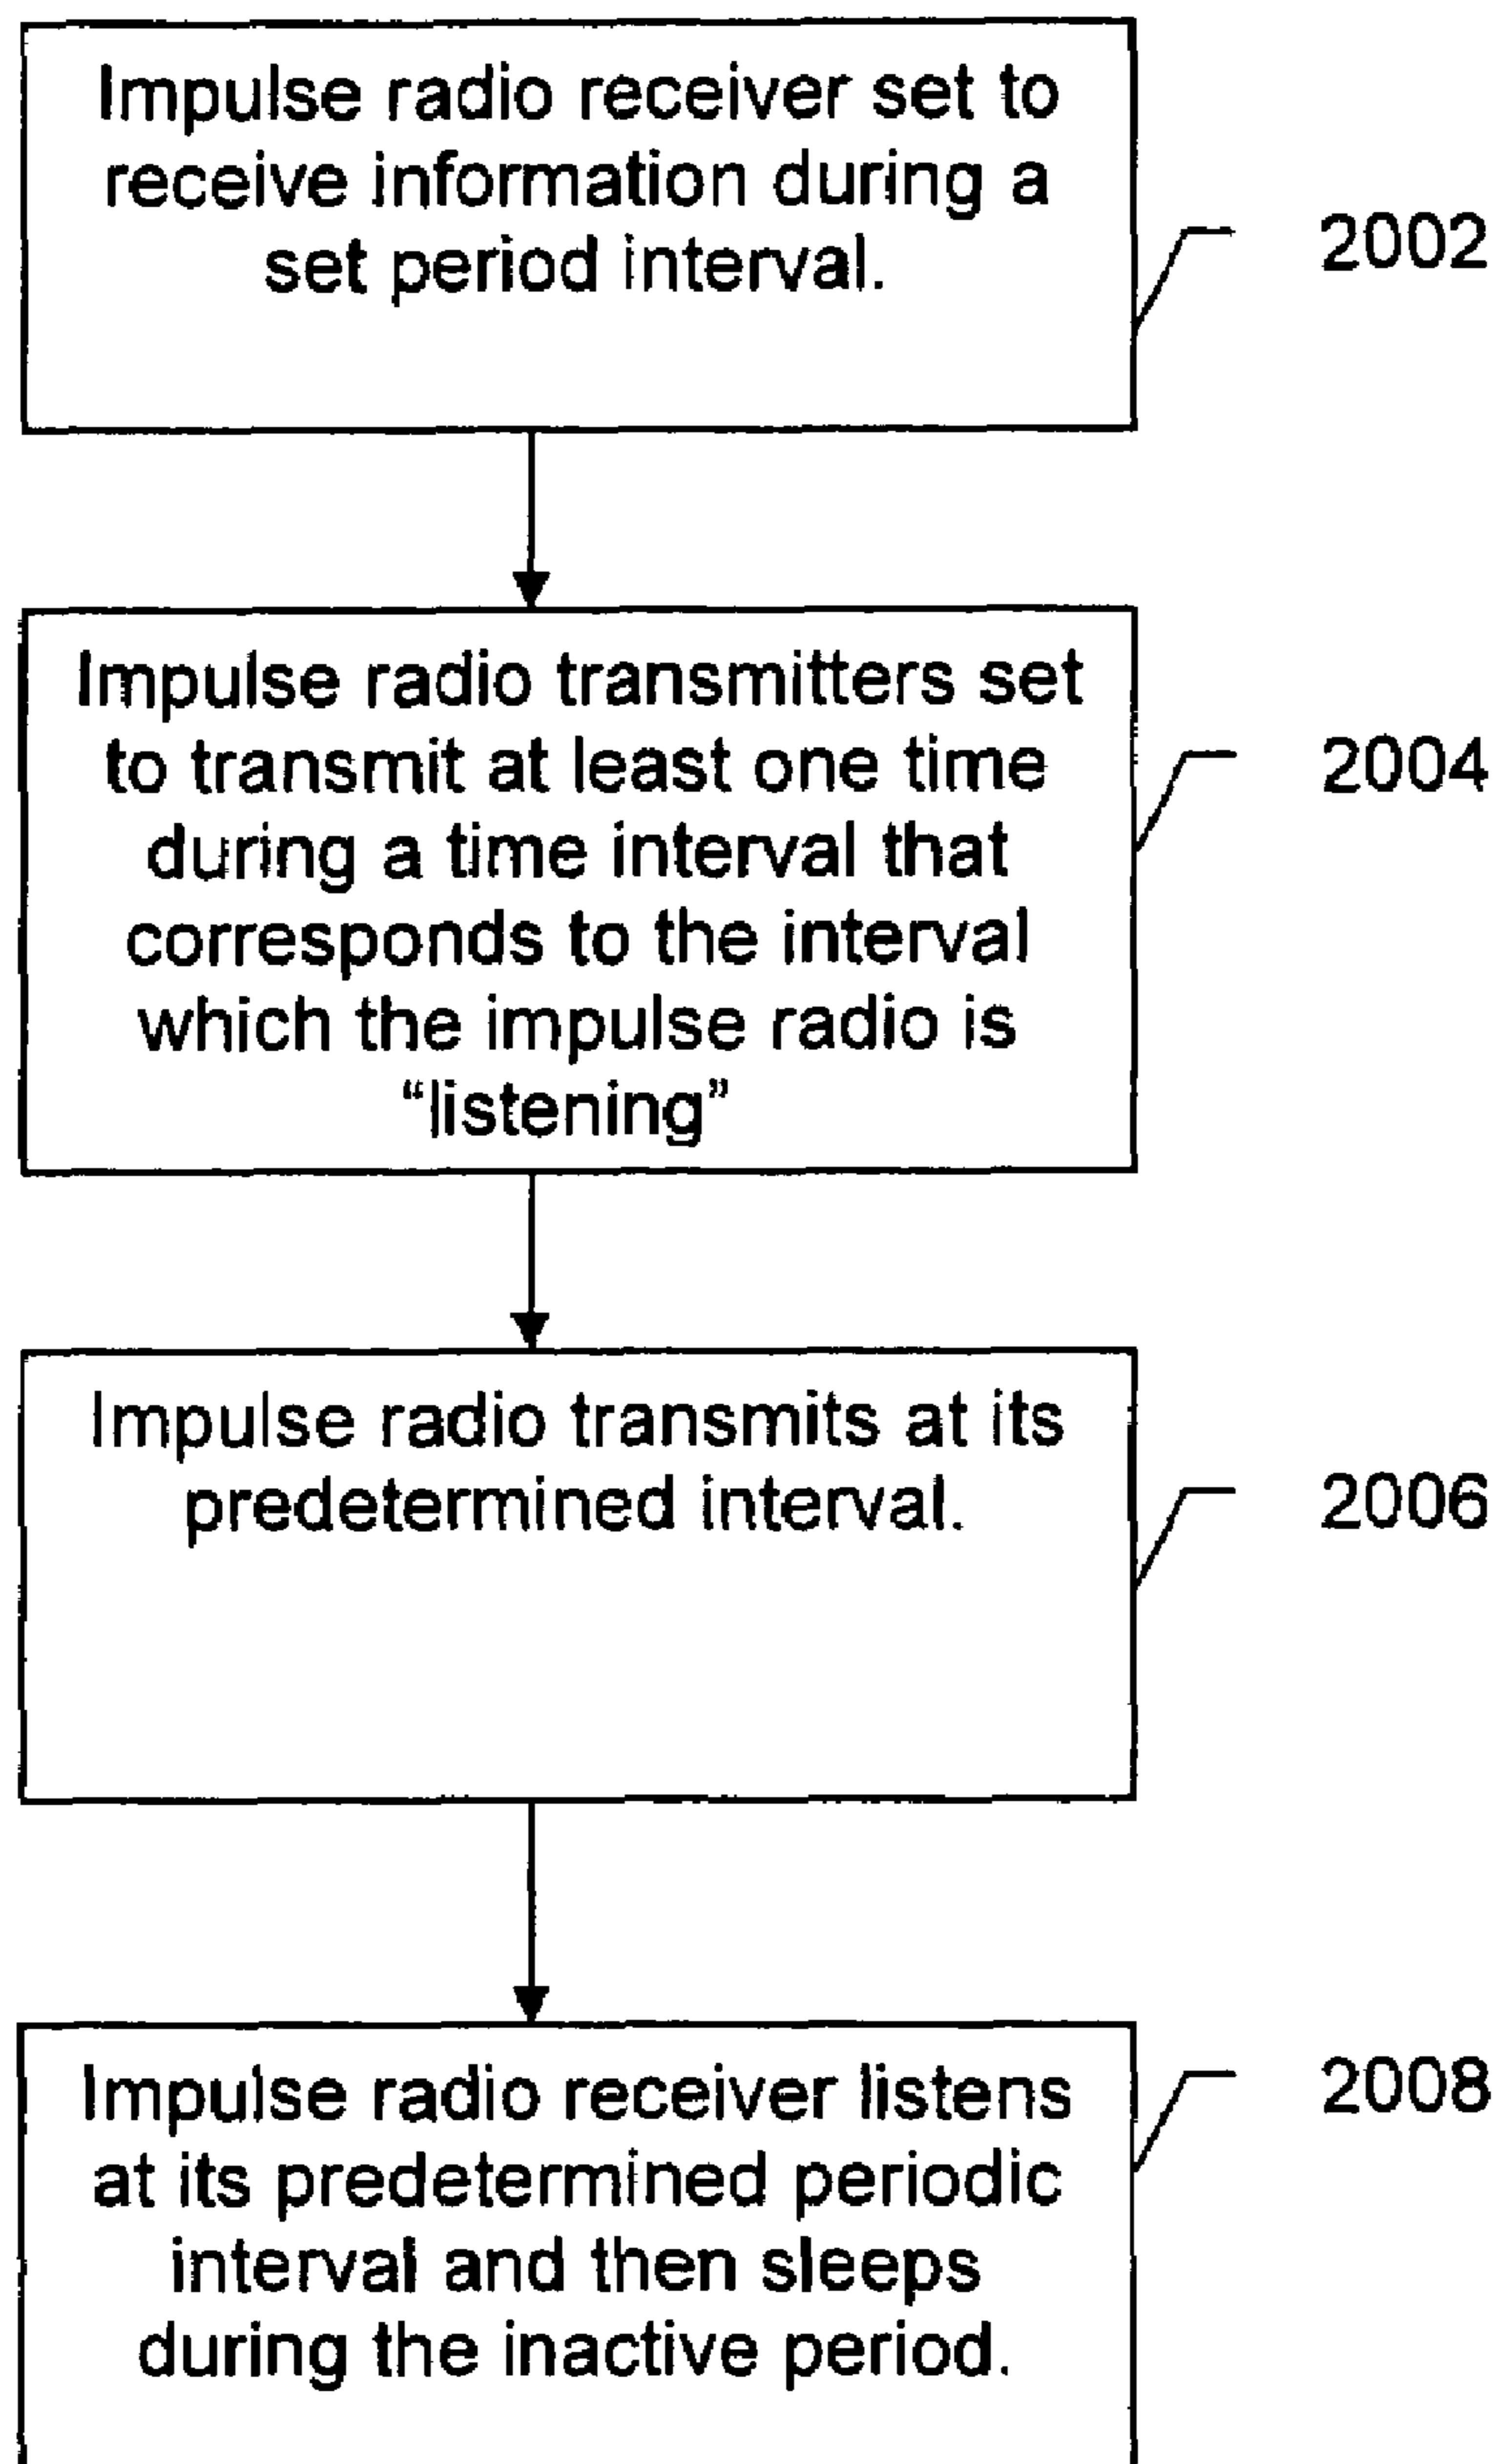 Impulse radio receiver set to
receive information during a
set period interval.
2002
Impulse radio transmitters set
to transmit at least one time
during a time interval that
corresponds to the interval
which the impulse radio is
“listening”
2004
Impulse radio transmits at its
predetermined interval.
2006
Impulse radio receiver listens
at its predetermined periodic
interval and then sleeps
during the inactive period.
2008